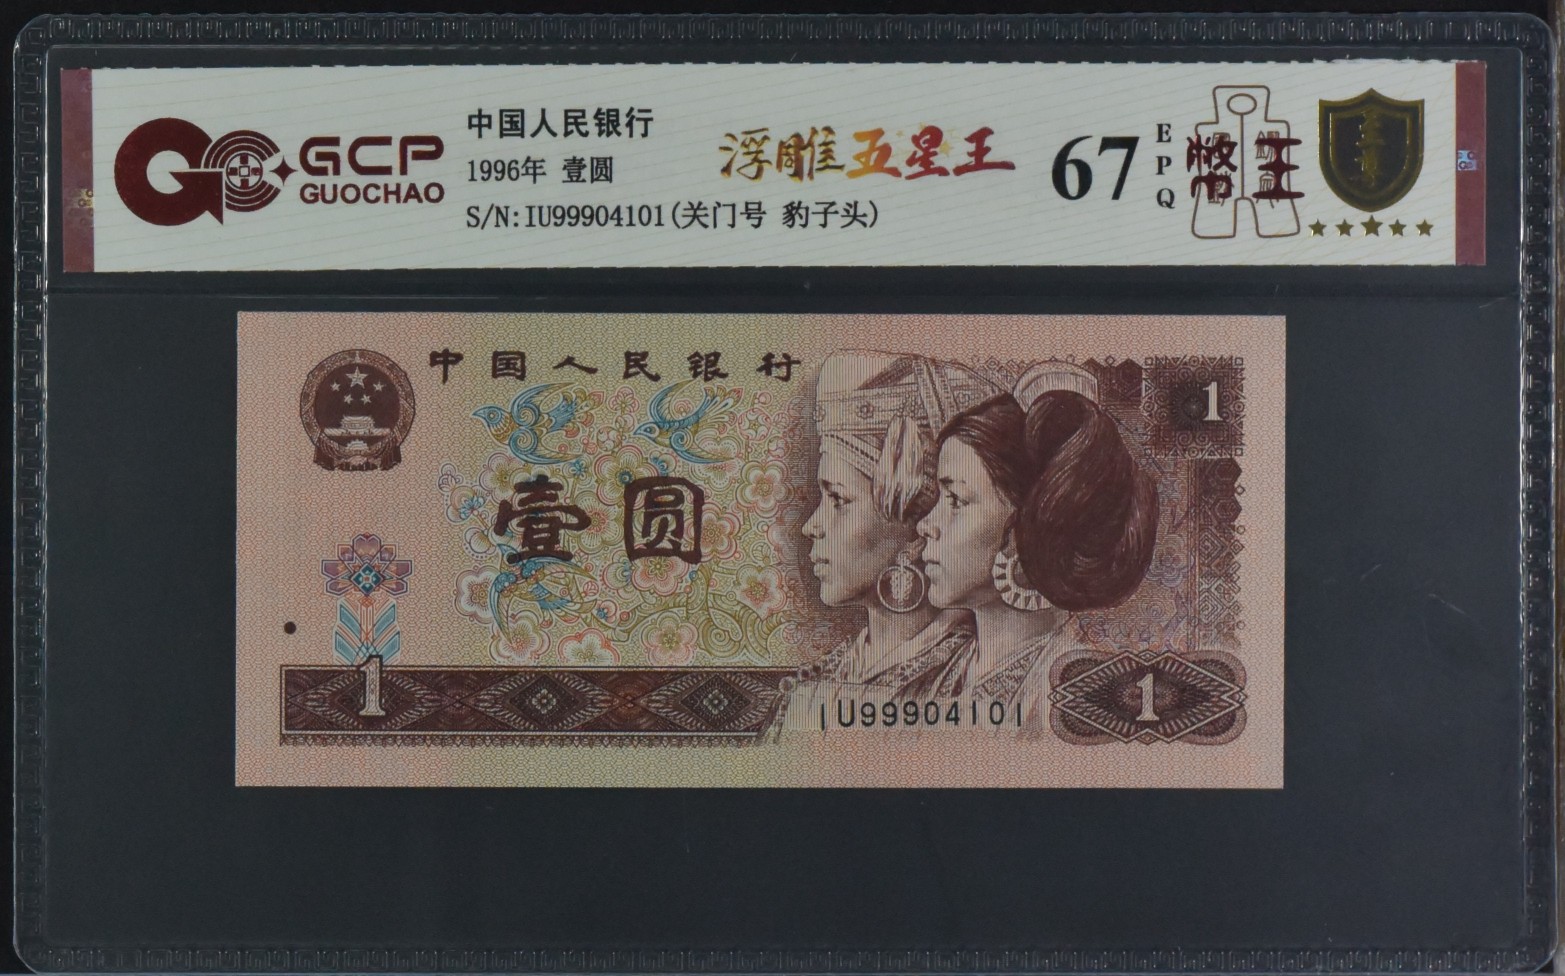 GCP
GUOCHAO
中国人民银行
1996年 壹圆
S/N:IU99904101(关门号 豹子头)
浮雕五星王
67
EPQ
中国人民银行
1
壹圆
1
IU99904101
1